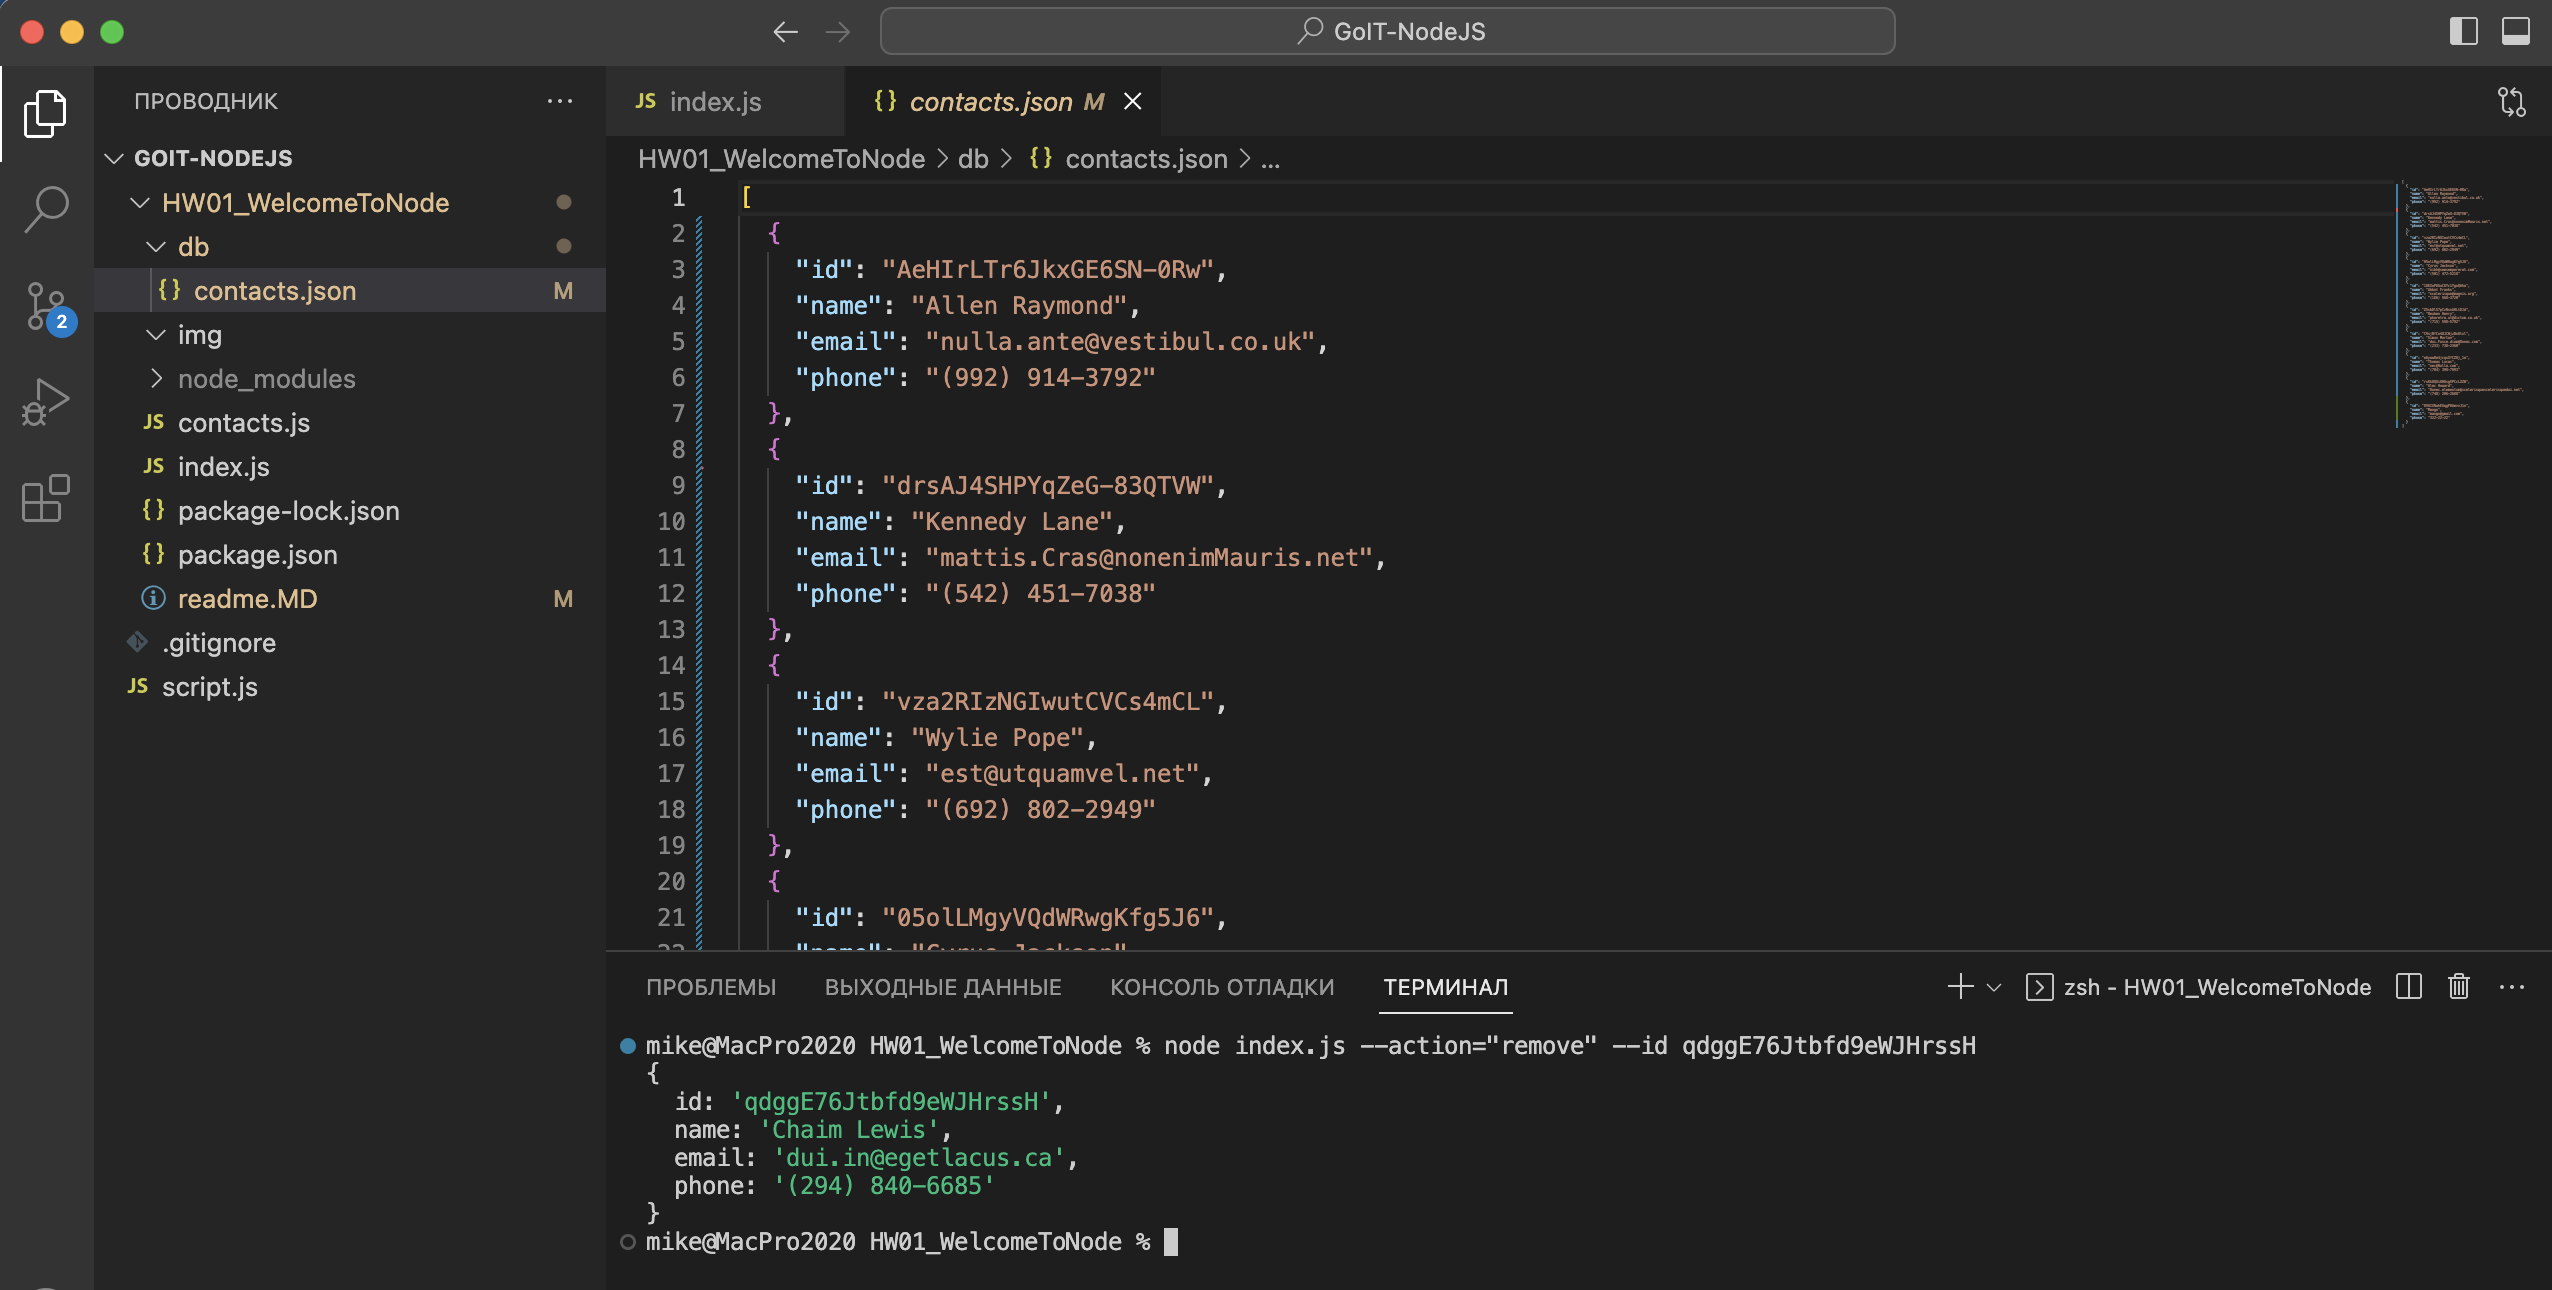 GoIT-NodeJS
ПРОВОДНИК
GOIT-NODEJS
HW01_WelcomeToNode
db
{} contacts.json M
img
node_modules
JS contacts.js
JS index.js
{} package-lock.json
{} package.json
readme.MD M
.gitignore
JS script.js
2
JS index.js
{} contacts.json M
HW01_WelcomeToNode > db > {} contacts.json > ...
1 [
2 {
3 "id": "AeHIrLTr6JkxGE6SN-0Rw",
4 "name": "Allen Raymond",
5 "email": "nulla.ante@vestibul.co.uk",
6 "phone": "(992) 914-3792"
7 },
8 {
9 "id": "drsAJ4SHPYqZeG-83QTVW",
10 "name": "Kennedy Lane",
11 "email": "mattis.Cras@nonenimMauris.net",
12 "phone": "(542) 451-7038"
13 },
14 {
15 "id": "vza2RIzNGIwutCVCs4mCL",
16 "name": "Wylie Pope",
17 "email": "est@utquamvel.net",
18 "phone": "(692) 802-2949"
19 },
20 {
21 "id": "05olLMgyVQdWRwgKfg5J6",
22 "name": "Cyrus Jackson",
ПРОБЛЕМЫ
ВЫХОДНЫЕ ДАННЫЕ
КОНСОЛЬ ОТЛАДКИ
ТЕРМИНАЛ
zsh - HW01_WelcomeToNode
mike@MacPro2020 HW01_WelcomeToNode % node index.js --action="remove" --id qdggE76Jtbfd9eWJHrssH
{
id: 'qdggE76Jtbfd9eWJHrssH',
name: 'Chaim Lewis',
email: 'dui.in@egetlacus.ca',
phone: '(294) 840-6685'
}
mike@MacPro2020 HW01_WelcomeToNode %